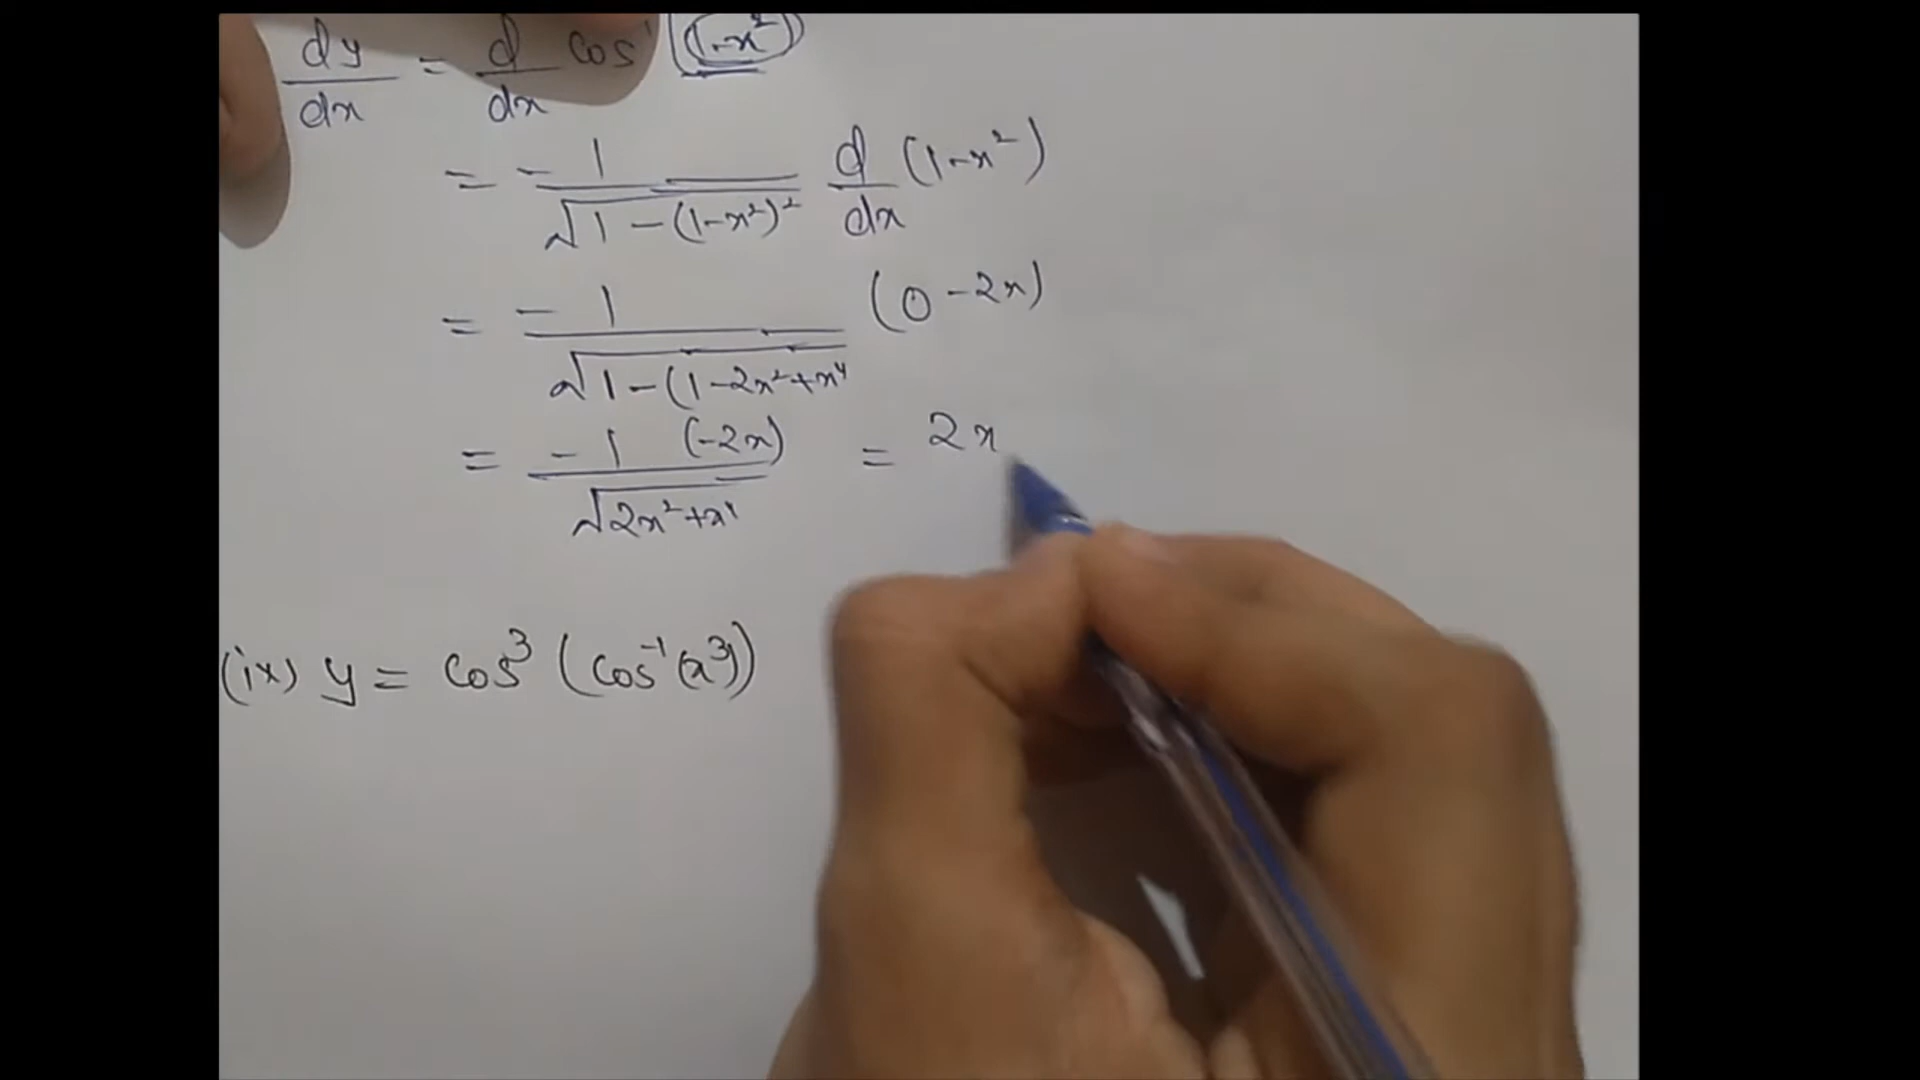 dy/dx = d/dx cos⁻¹ (1-x²)
= -1/√1-(1-x²)² d/dx (1-x²)
= -1/√1-(1-2x²+x⁴ (0-2x)
= -1 (-2x)/√2x²+x⁴ = 2x
(ix) y = cos³ (cos⁻¹(x³))